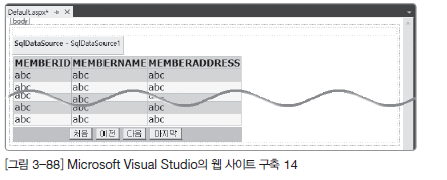 Default.aspx*
body
SqlDataSource - SqlDataSource1
MEMBERID MEMBERNAME MEMBERADDRESS
abc abc abc
abc abc abc
abc abc abc
abc abc abc
abc abc abc
처음 이전 다음 마지막
[그림 3-88] Microsoft Visual Studio의 웹 사이트 구축 14